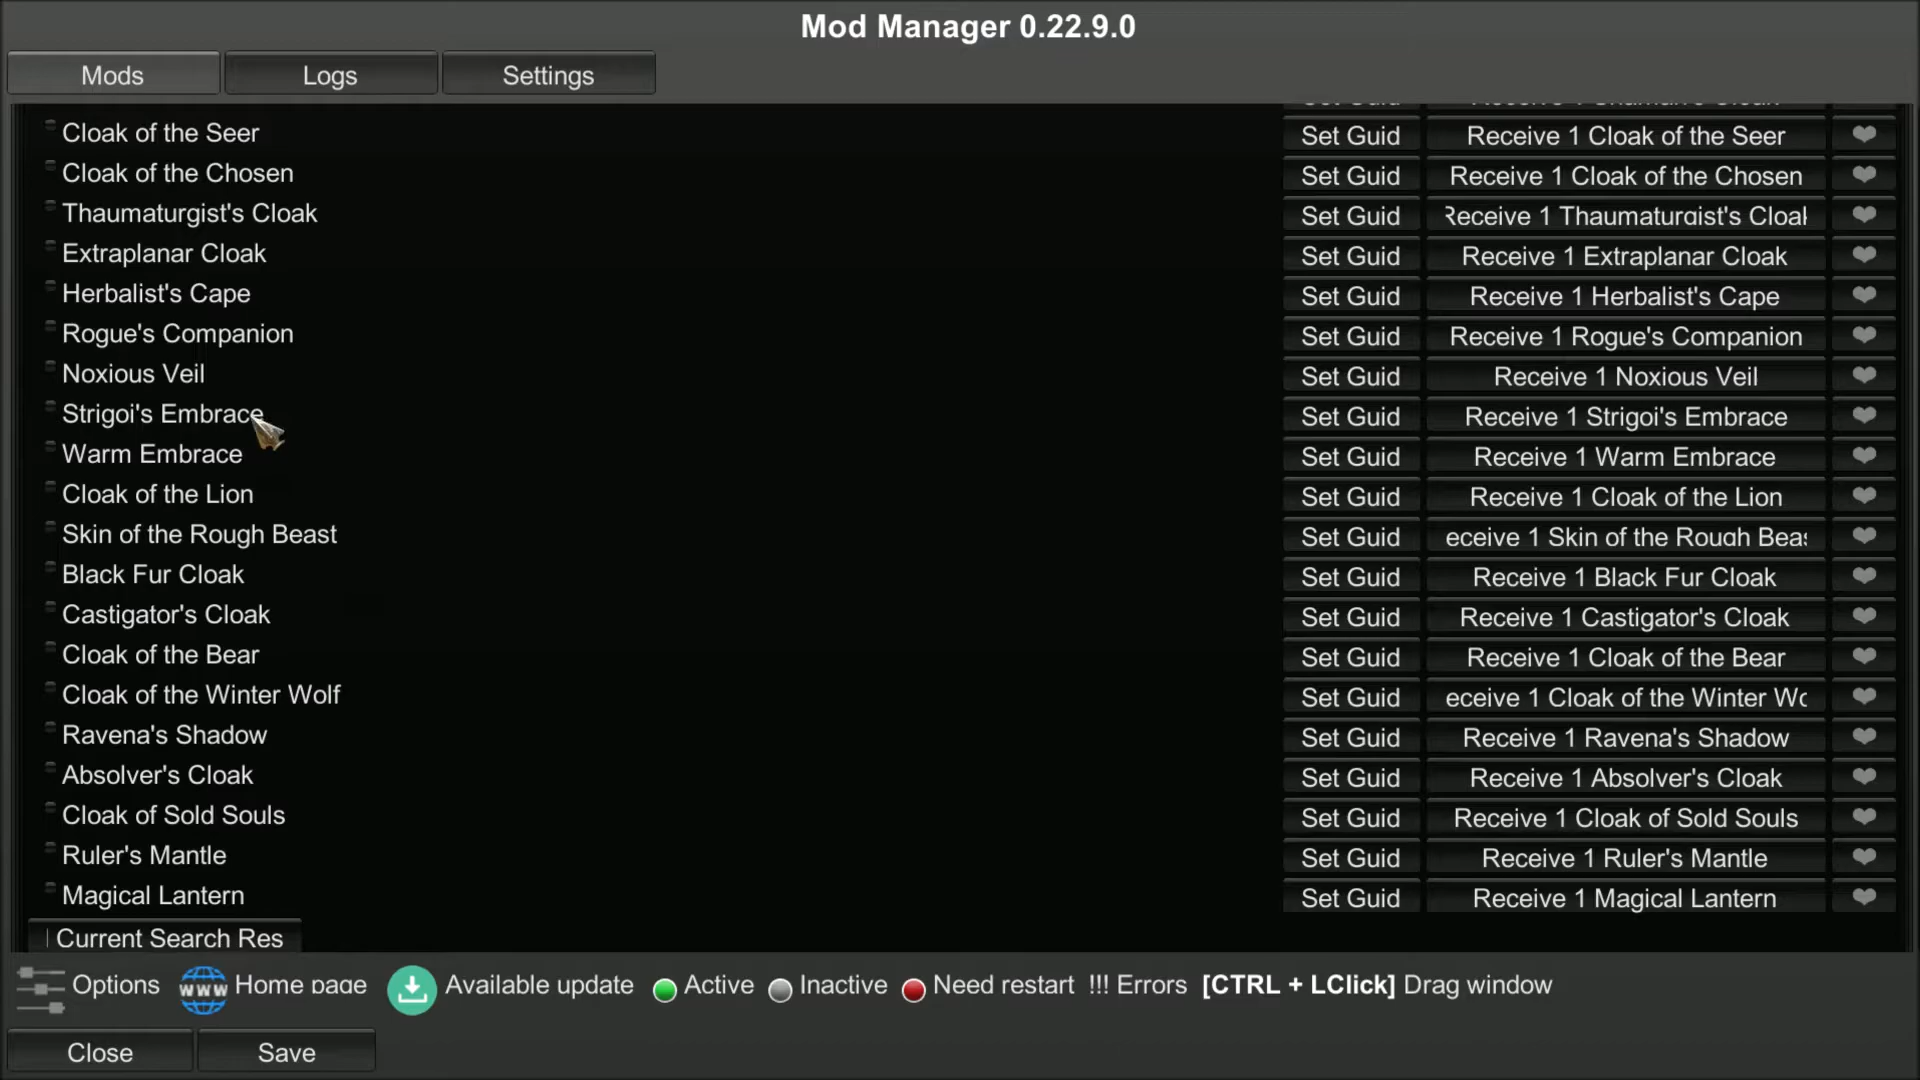 Mod Manager 0.22.9.0
Mods Logs Settings
Cloak of the Seer Set Guid Receive 1 Cloak of the Seer
Cloak of the Chosen Set Guid Receive 1 Cloak of the Chosen
Thaumaturgist's Cloak Set Guid Receive 1 Thaumaturgist's Cloak
Extraplanar Cloak Set Guid Receive 1 Extraplanar Cloak
Herbalist's Cape Set Guid Receive 1 Herbalist's Cape
Rogue's Companion Set Guid Receive 1 Rogue's Companion
Noxious Veil Set Guid Receive 1 Noxious Veil
Strigoi's Embrace Set Guid Receive 1 Strigoi's Embrace
Warm Embrace Set Guid Receive 1 Warm Embrace
Cloak of the Lion Set Guid Receive 1 Cloak of the Lion
Skin of the Rough Beast Set Guid eceive 1 Skin of the Rough Beas
Black Fur Cloak Set Guid Receive 1 Black Fur Cloak
Castigator's Cloak Set Guid Receive 1 Castigator's Cloak
Cloak of the Bear Set Guid Receive 1 Cloak of the Bear
Cloak of the Winter Wolf Set Guid eceive 1 Cloak of the Winter Wo
Ravena's Shadow Set Guid Receive 1 Ravena's Shadow
Absolver's Cloak Set Guid Receive 1 Absolver's Cloak
Cloak of Sold Souls Set Guid Receive 1 Cloak of Sold Souls
Ruler's Mantle Set Guid Receive 1 Ruler's Mantle
Magical Lantern Set Guid Receive 1 Magical Lantern
Current Search Res
Options www Home page Available update Active Inactive Need restart !!! Errors [CTRL + LClick] Drag window
Close Save